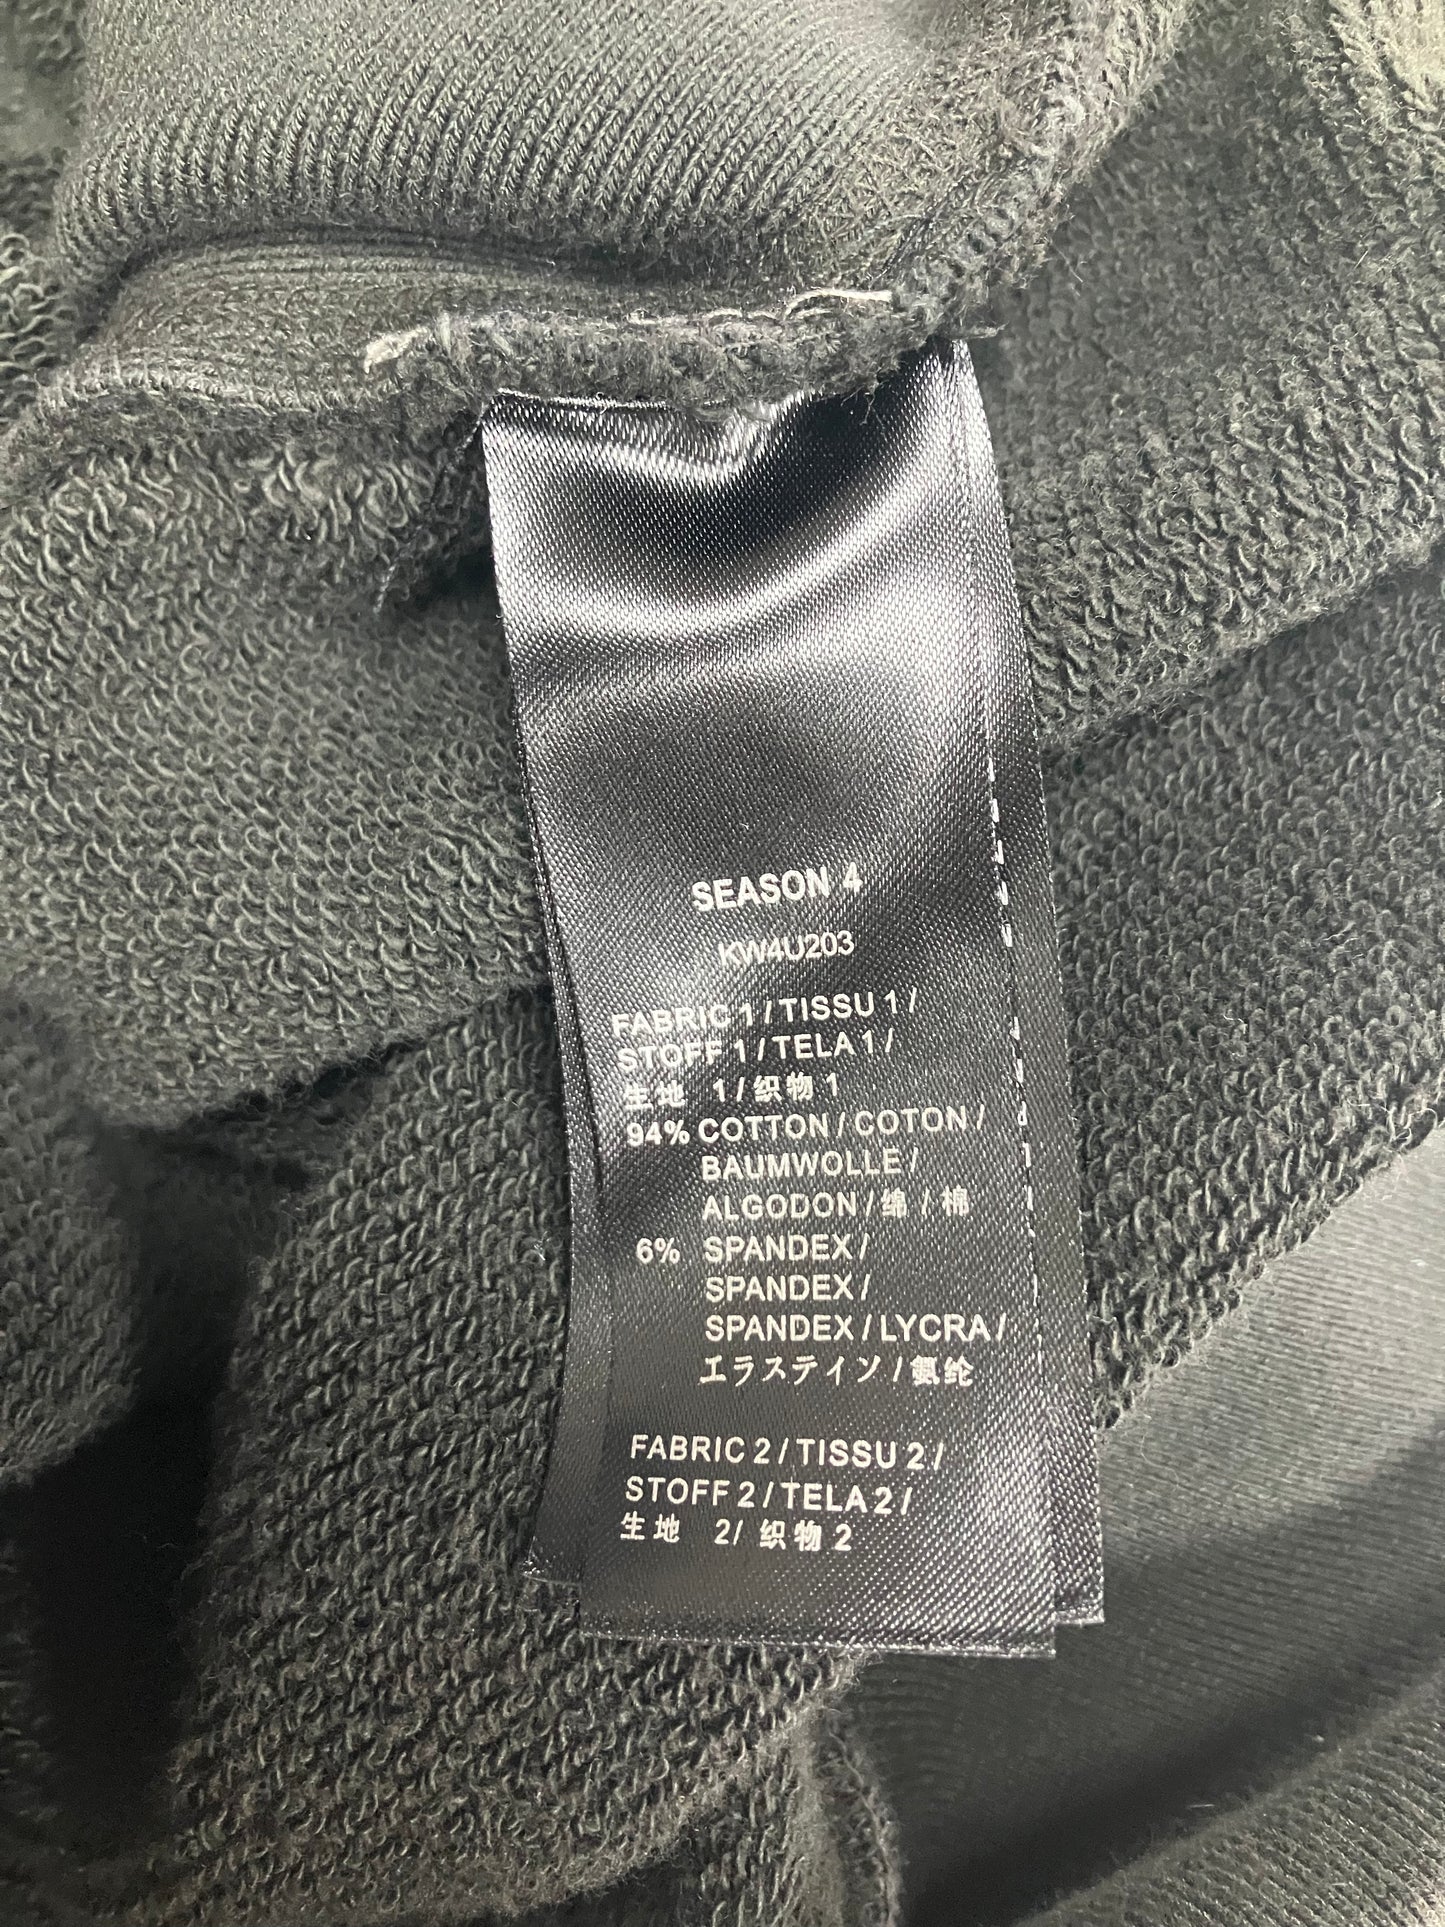 SEASON 4
KW4U203
FABRIC 1 / TISSU 1 /
STOFF 1 / TELA 1 /
生地 1 / 织物 1
94% COTTON / COTON /
BAUMWOLLE /
ALGODON / 绵 / 棉
6% SPANDEX /
SPANDEX /
SPANDEX / LYCRA /
エラステイン / 氨纶
FABRIC 2 / TISSU 2 /
STOFF 2 / TELA 2 /
生地 2/ 织物 2